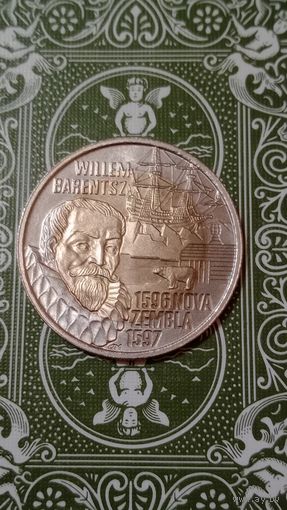 WILLEM
BARENTSZ
1596 NOVA
ZEMBLA
1597